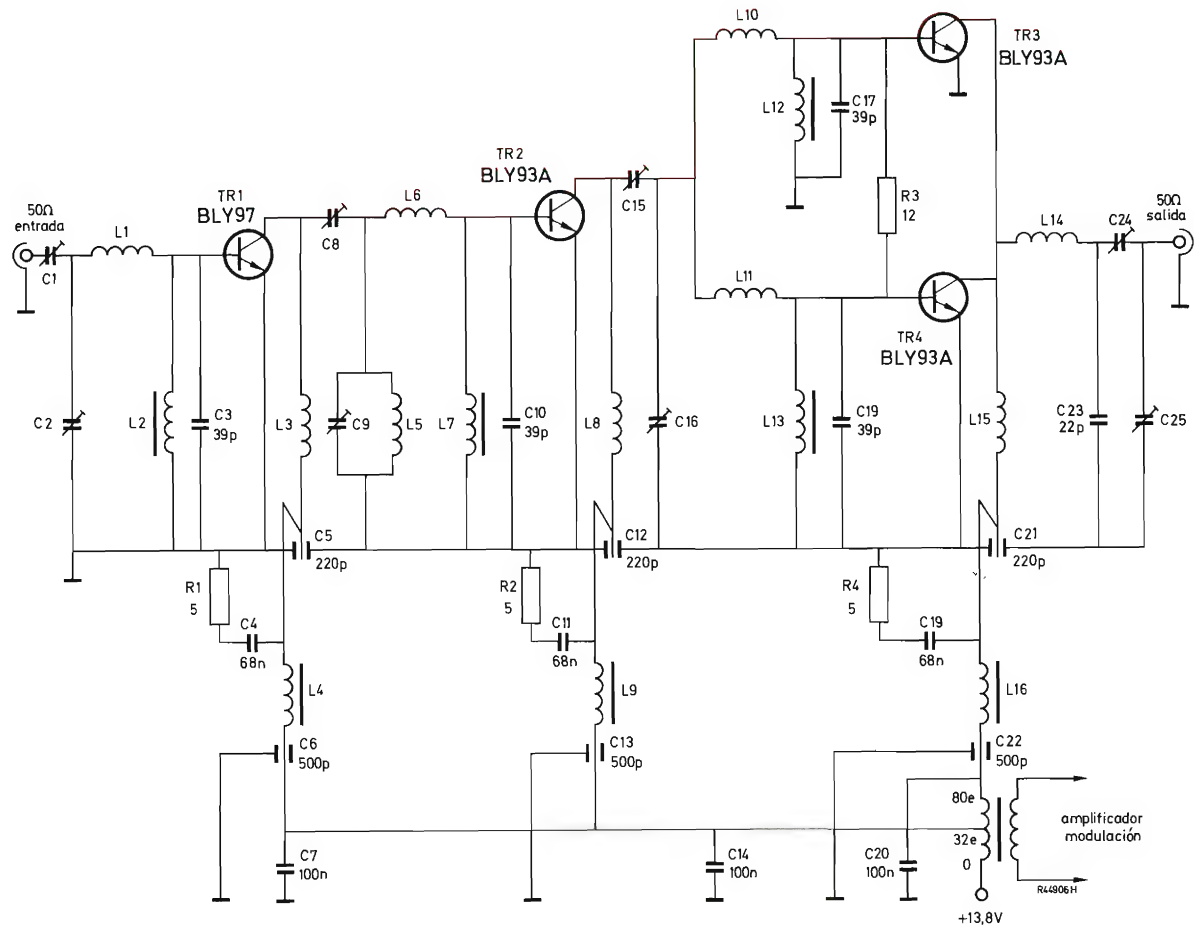 L10
TR3
BLY93A
L12
C17
39p
TR2
BLY93A
R3
12
C15
50Ω
entrada
TR1
BLY97
L6
50Ω
salida
C24
L14
L1
C8
C1
L11
TR4
BLY93A
C2
L2
C3
39p
L3
C9
L5
L7
C10
39p
L8
C16
L13
C19
39p
L15
C23
22p
C25
C5
220p
C12
220p
C21
220p
R1
5
R2
5
R4
5
C4
68n
C11
68n
C19
68n
L4
L9
L16
C6
500p
C13
500p
C22
500p
80e
amplificador
modulación
32e
0
C7
100n
C14
100n
C20
100n
R44906H
+13,8V